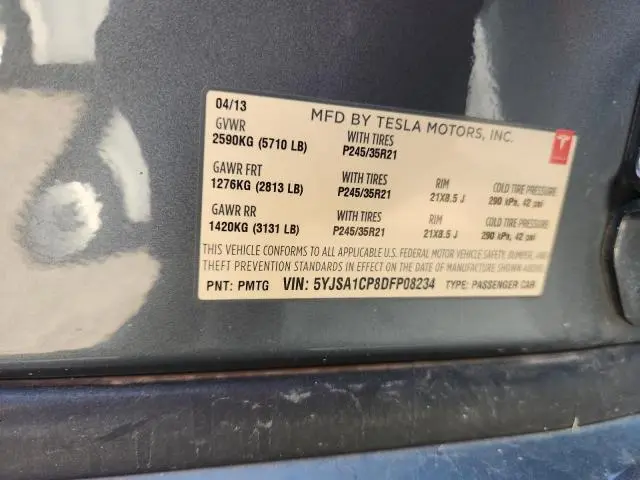 04/13 MFD BY TESLA MOTORS, INC.
GVWR
2590KG (5710 LB) WITH TIRES P245/35R21
GAWR FRT WITH TIRES RIM COLD TIRE PRESSURE
1276KG (2813 LB) P245/35R21 21X8.5 J 290 kPa, 42 psi
GAWR RR WITH TIRES RIM COLD TIRE PRESSURE
1420KG (3131 LB) P245/35R21 21X8.5 J 290 kPa, 42 psi
THIS VEHICLE CONFORMS TO ALL APPLICABLE U.S. FEDERAL MOTOR VEHICLE SAFETY, BUMPER, AND
THEFT PREVENTION STANDARDS IN EFFECT ON THE DATE OF MANUFACTURE SHOWN ABOVE
PNT: PMTG VIN: 5YJSA1CP8DFP08234 TYPE: PASSENGER CAR